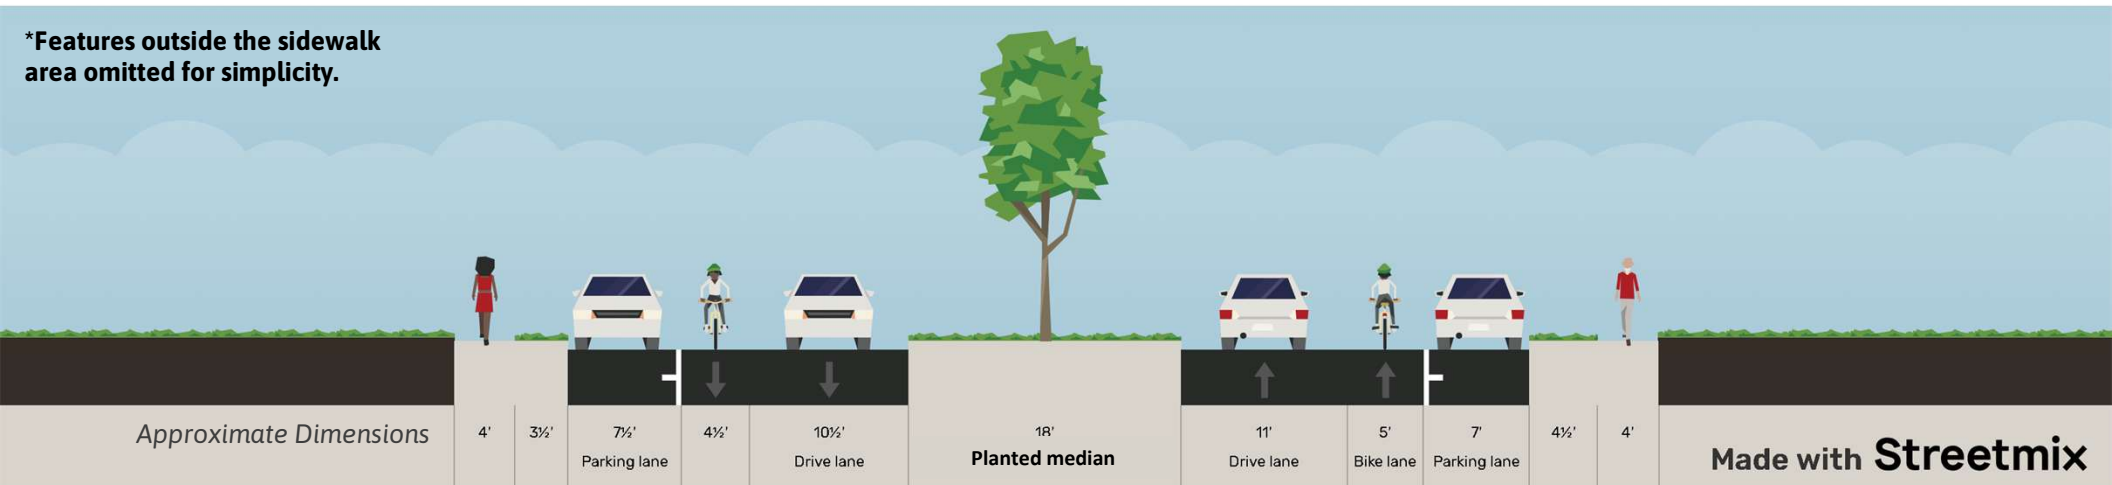 *Features outside the sidewalk
area omitted for simplicity.
Approximate Dimensions
4' 3½' 7½' 4½' 10½' 18' 11' 5' 7' 4½' 4'
Parking lane Drive lane Planted median Drive lane Bike lane Parking lane
Made with Streetmix